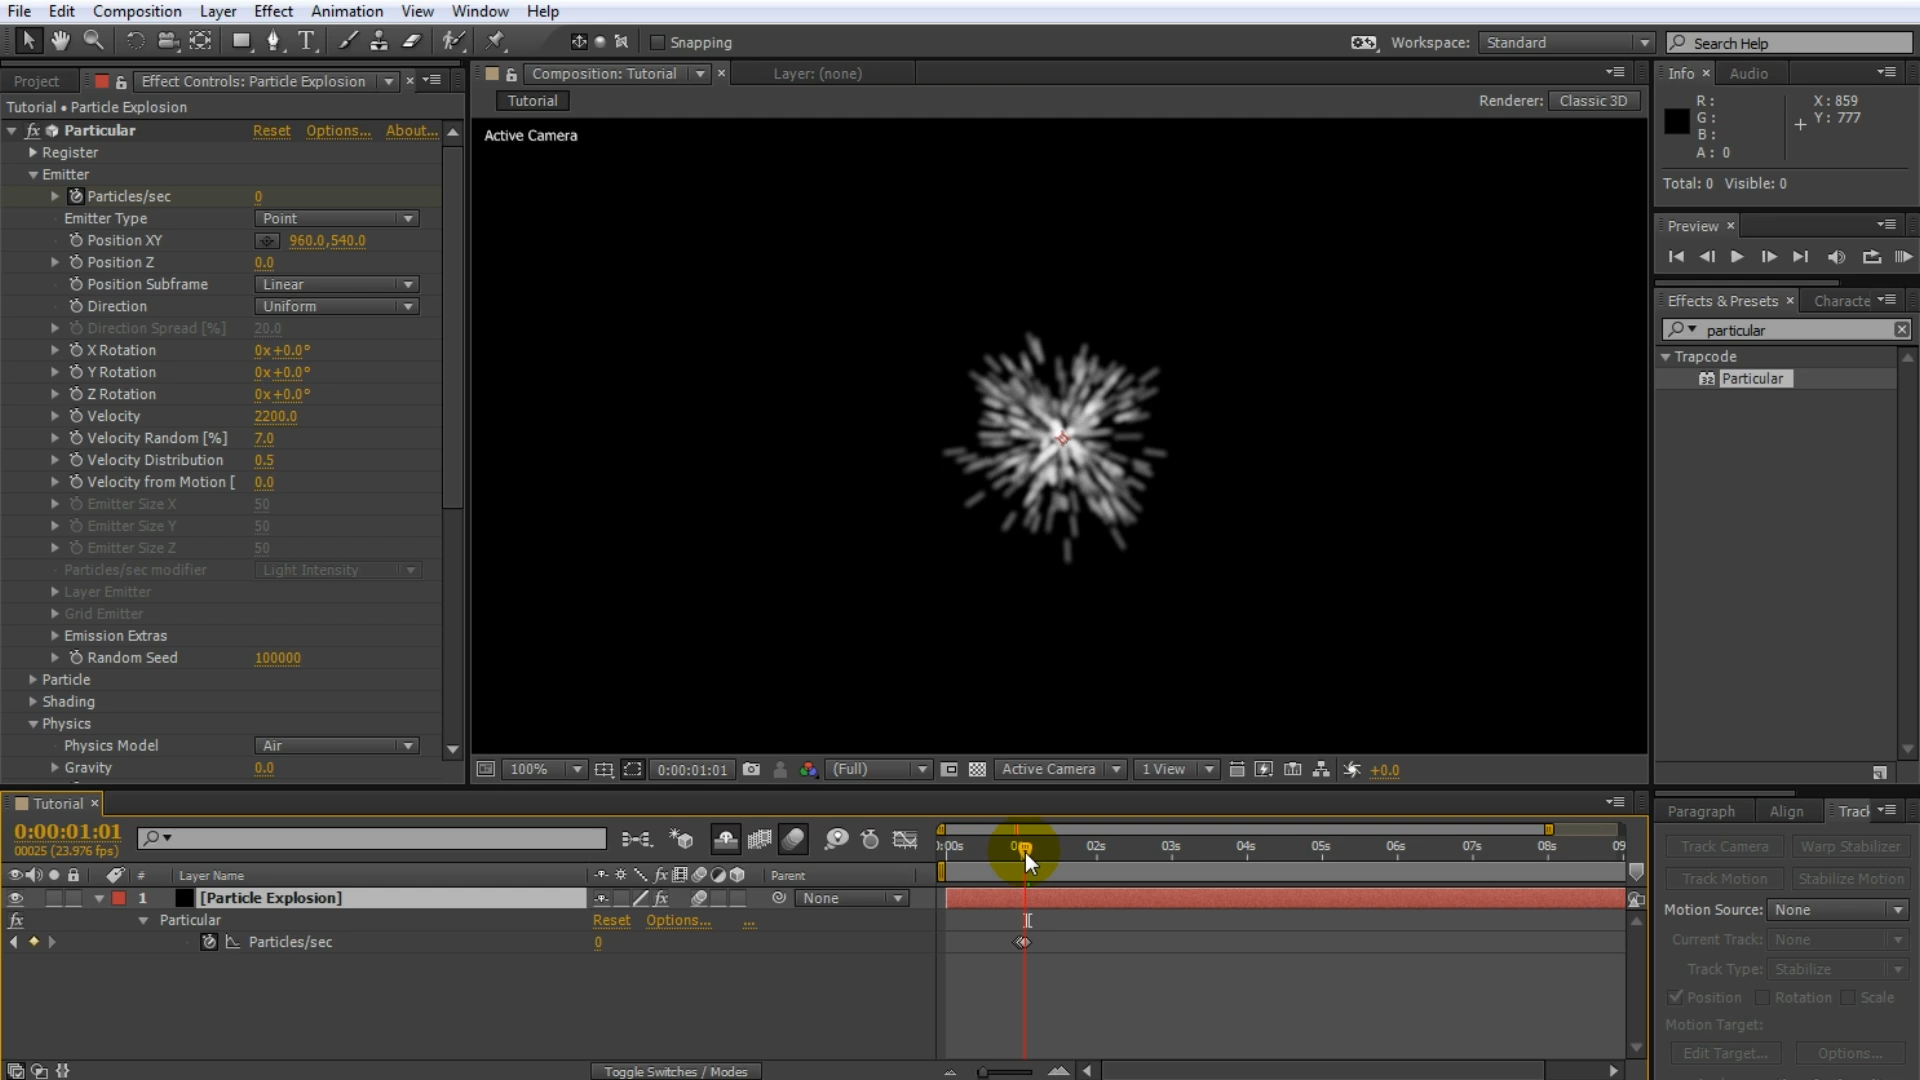 File Edit Composition Layer Effect Animation View Window Help
Snapping
Workspace: Standard
Search Help
Project
Effect Controls: Particle Explosion
Tutorial • Particle Explosion
fx Particular Reset Options... About...
Register
Emitter
Particles/sec 0
Emitter Type Point
Position XY 960.0,540.0
Position Z 0.0
Position Subframe Linear
Direction Uniform
Direction Spread [%] 20.0
X Rotation 0x+0.0°
Y Rotation 0x+0.0°
Z Rotation 0x+0.0°
Velocity 2200.0
Velocity Random [%] 7.0
Velocity Distribution 0.5
Velocity from Motion [ 0.0
Emitter Size X 50
Emitter Size Y 50
Emitter Size Z 50
Particles/sec modifier Light Intensity
Layer Emitter
Grid Emitter
Emission Extras
Random Seed 100000
Particle
Shading
Physics
Physics Model Air
Gravity 0.0
Composition: Tutorial Layer: (none)
Tutorial
Renderer: Classic 3D
Active Camera
100% 0:00:01:01 (Full) Active Camera 1 View +0.0
Info Audio
R: X: 859
G: Y: 777
B:
A: 0
Total: 0 Visible: 0
Preview
Effects & Presets Characte
particular
Trapcode
32 Particular
Tutorial
0:00:01:01
00025 (23.976 fps)
):00s 02s 03s 04s 05s 06s 07s 08s 09
# Layer Name fx Parent
1 [Particle Explosion] fx None
fx Particular Reset Options... ...
Particles/sec 0
Toggle Switches / Modes
Paragraph Align Track
Track Camera Warp Stabilizer
Track Motion Stabilize Motion
Motion Source: None
Current Track: None
Track Type: Stabilize
Position Rotation Scale
Motion Target:
Edit Target... Options...